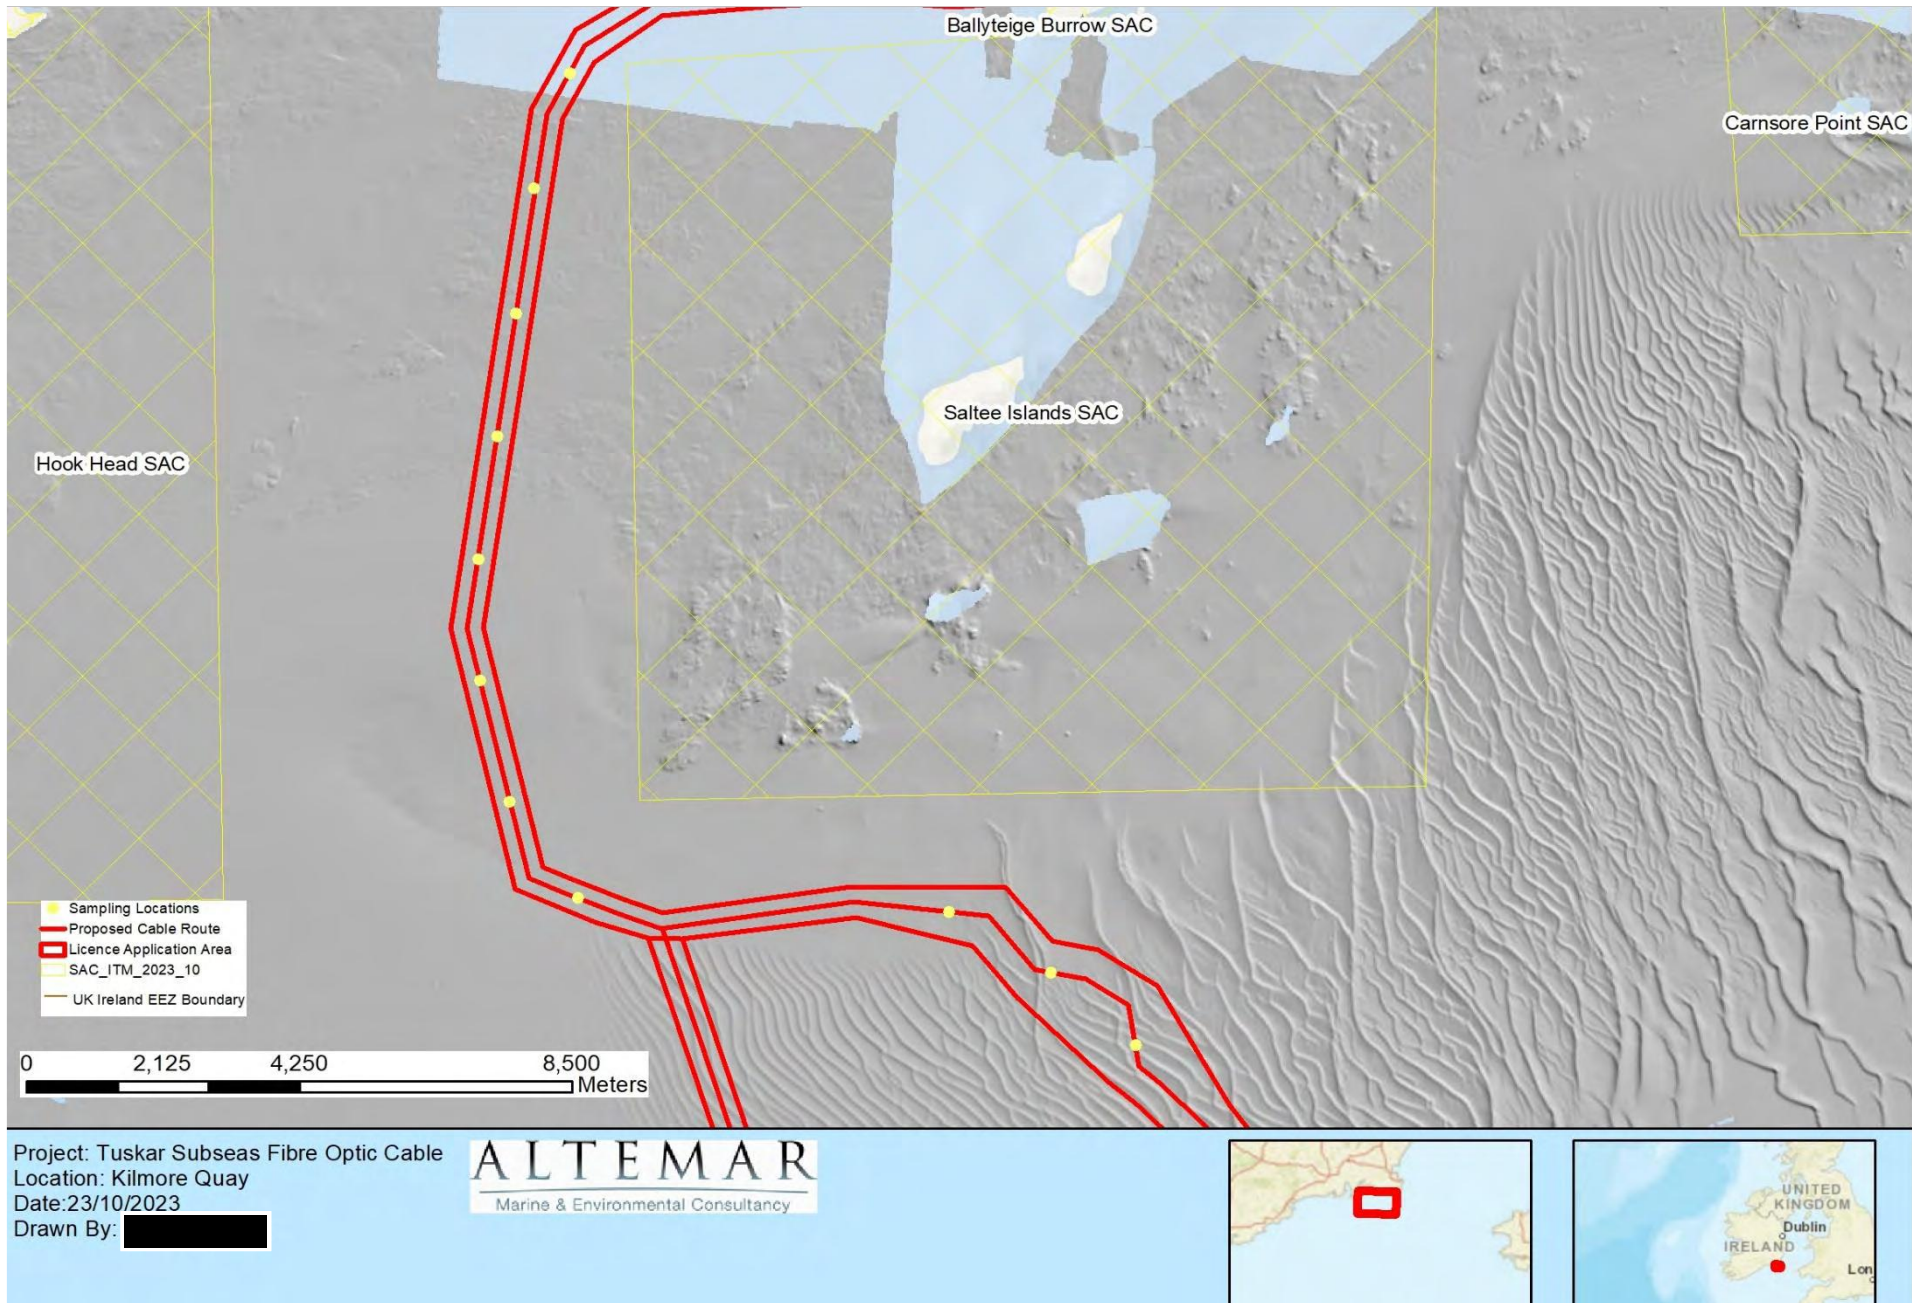 Ballyteige Burrow SAC
Carnsore Point SAC
Saltee Islands SAC
Hook Head SAC
Sampling Locations
Proposed Cable Route
Licence Application Area
SAC_ITM_2023_10
UK Ireland EEZ Boundary
0 2,125 4,250 8,500
Meters
Project: Tuskar Subseas Fibre Optic Cable
Location: Kilmore Quay
Date:23/10/2023
Drawn By:
ALTEMAR
Marine & Environmental Consultancy
UNITED
KINGDOM
Dublin
IRELAND
Lon